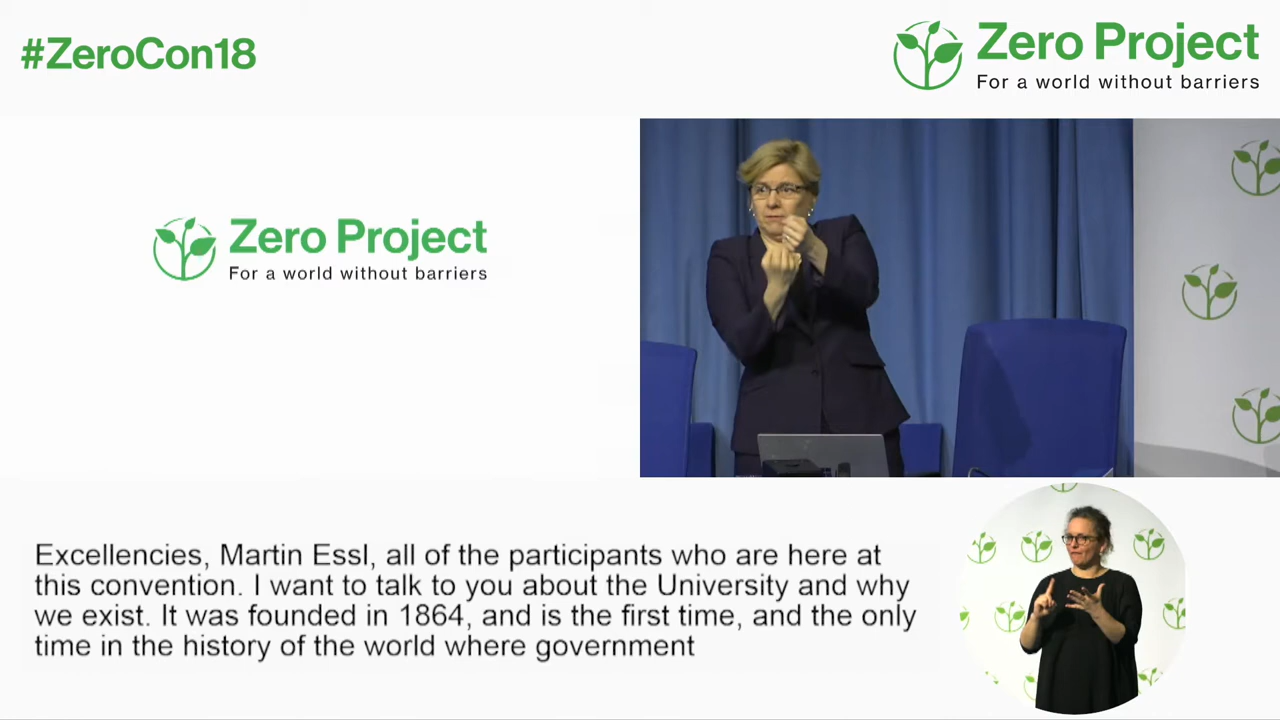 #ZeroCon18
Zero Project
For a world without barriers
Zero Project
For a world without barriers
Excellencies, Martin Essl, all of the participants who are here at
this convention. I want to talk to you about the University and why
we exist. It was founded in 1864, and is the first time, and the only
time in the history of the world where government